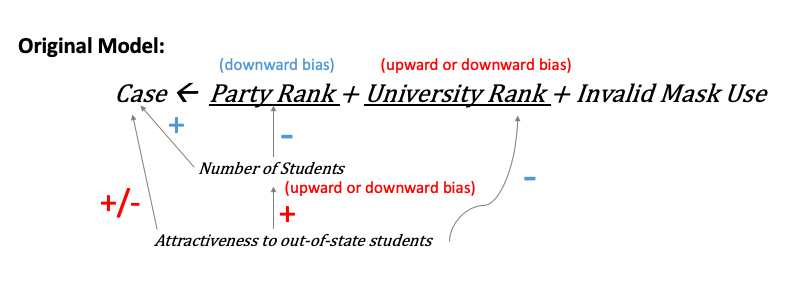 Original Model:
(downward bias) (upward or downward bias)
Case ← Party Rank + University Rank + Invalid Mask Use
+
−
Number of Students
−
(upward or downward bias)
+/-
+
Attractiveness to out-of-state students